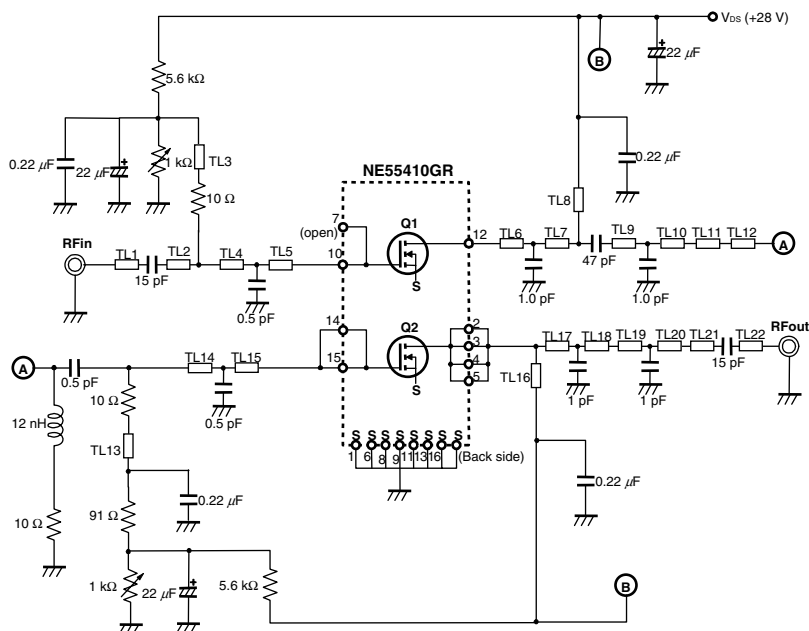 VDS (+28 V)
B
22 μF
5.6 kΩ
0.22 μF
22 μF
1 kΩ
TL3
10 Ω
0.22 μF
TL8
NE55410GR
Q1
7
(open)
10
12
S
RFin
TL1
15 pF
TL2
TL4
0.5 pF
TL5
TL6
1.0 pF
TL7
47 pF
TL9
1.0 pF
TL10
TL11
TL12
A
Q2
14
15
2
3
4
5
S
A
0.5 pF
TL14
0.5 pF
TL15
TL16
TL17
1 pF
TL18
TL19
1 pF
TL20
TL21
15 pF
TL22
RFout
12 nH
10 Ω
10 Ω
TL13
0.22 μF
91 Ω
1 kΩ
22 μF
5.6 kΩ
S S S S S S S S
1 6 8 9 11 13 16 (Back side)
0.22 μF
B